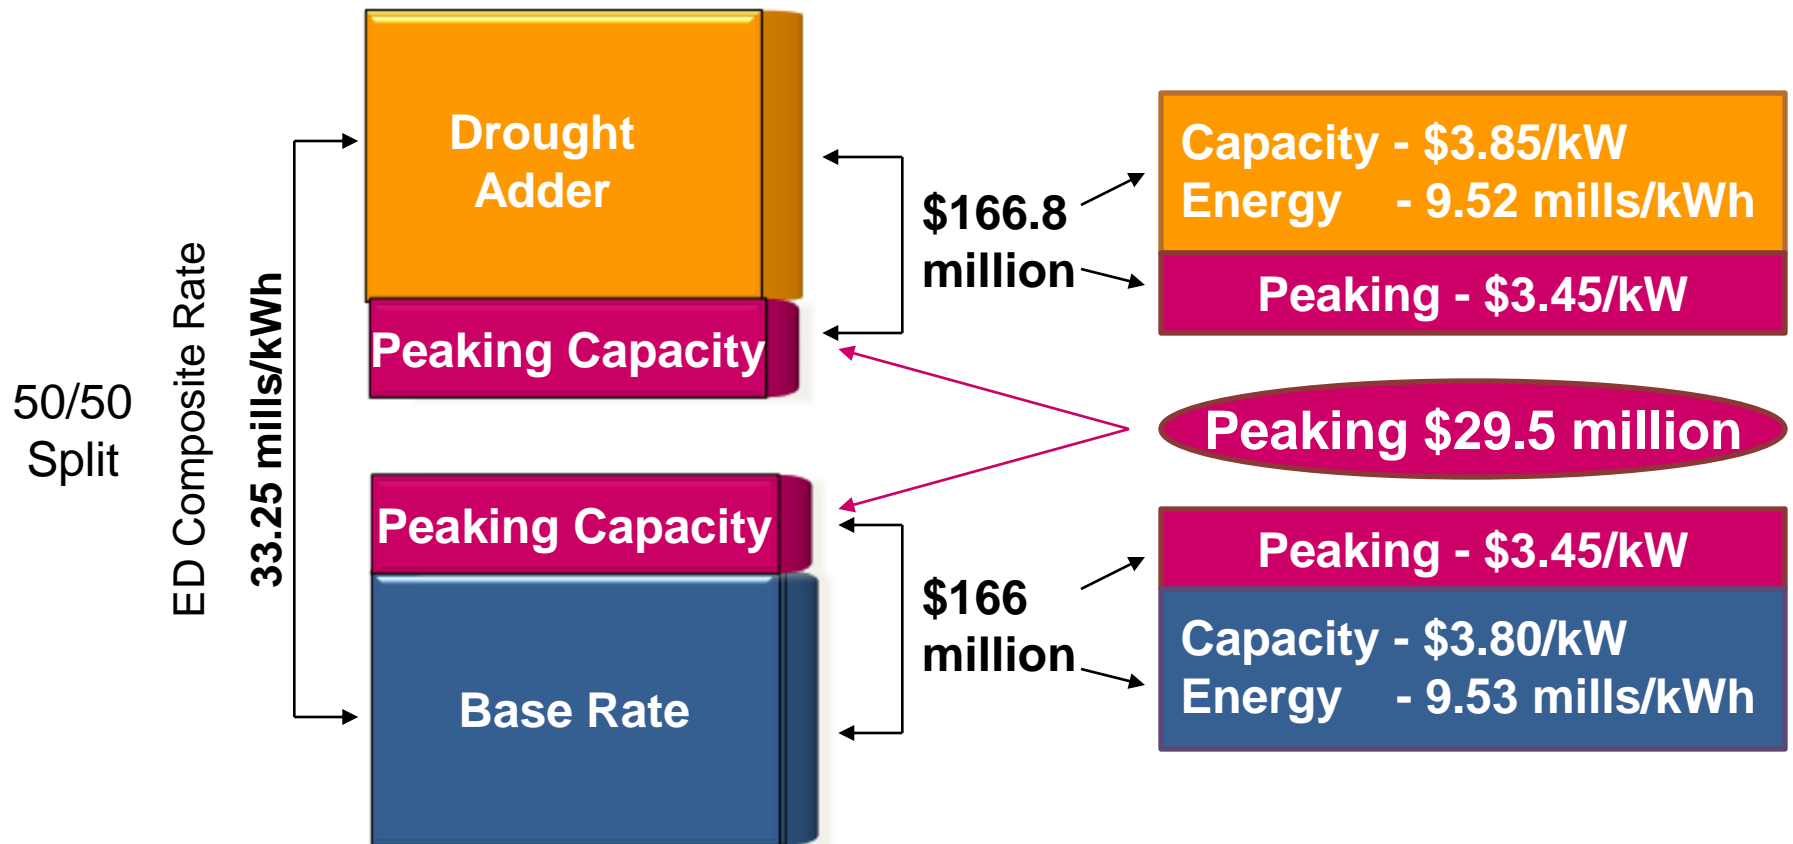 50/50
Split
ED Composite Rate
33.25 mills/kWh
Drought
Adder
Peaking Capacity
Peaking Capacity
Base Rate
$166.8
million
$166
million
Capacity - $3.85/kW
Energy - 9.52 mills/kWh
Peaking - $3.45/kW
Peaking $29.5 million
Peaking - $3.45/kW
Capacity - $3.80/kW
Energy - 9.53 mills/kWh